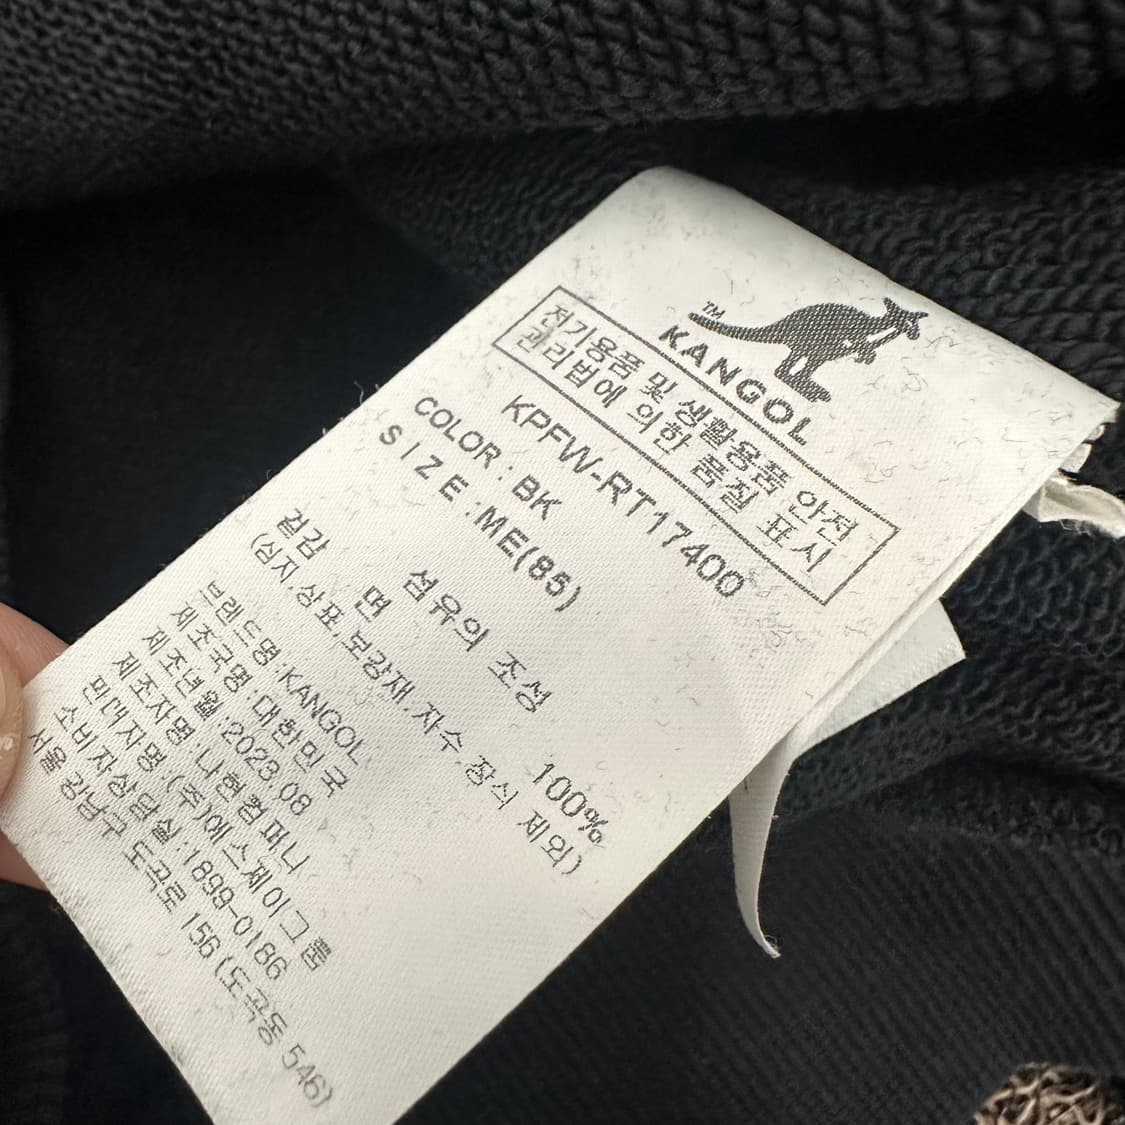 ™
KANGOL
전기용품 및 생활용품 안전
관리법에 의한 품질 표시
KPFW-RT17400
COLOR : BK
SIZE : ME(85)
섬유의 조성
겉감 면 100%
(심지,상표,보강재,자수,장식 제외)
브랜드명 : KANGOL
제조국명 : 대한민국
제조년월 : 2023.08
제조자명 : 나현컴퍼니
판매자명 : (주)에스제이그룹
소비자상담실 : 1899-0186
서울 강남구 도곡로 156 (도곡동 546)